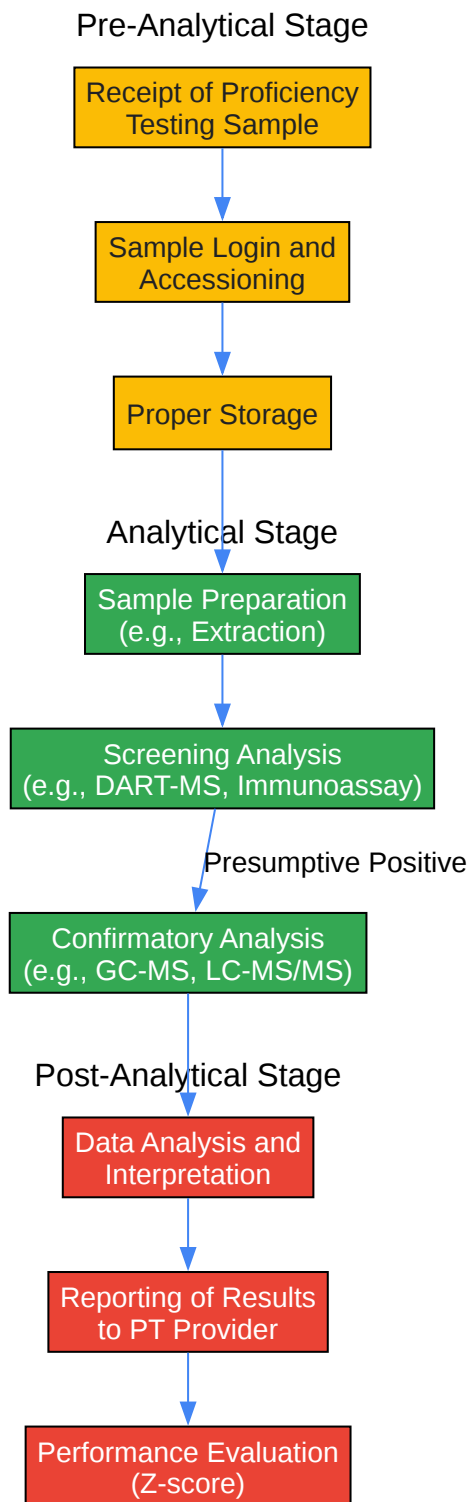 Pre-Analytical Stage
Receipt of Proficiency
Testing Sample
Sample Login and
Accessioning
Proper Storage
Analytical Stage
Sample Preparation
(e.g., Extraction)
Screening Analysis
(e.g., DART-MS, Immunoassay)
Presumptive Positive
Confirmatory Analysis
(e.g., GC-MS, LC-MS/MS)
Post-Analytical Stage
Data Analysis and
Interpretation
Reporting of Results
to PT Provider
Performance Evaluation
(Z-score)